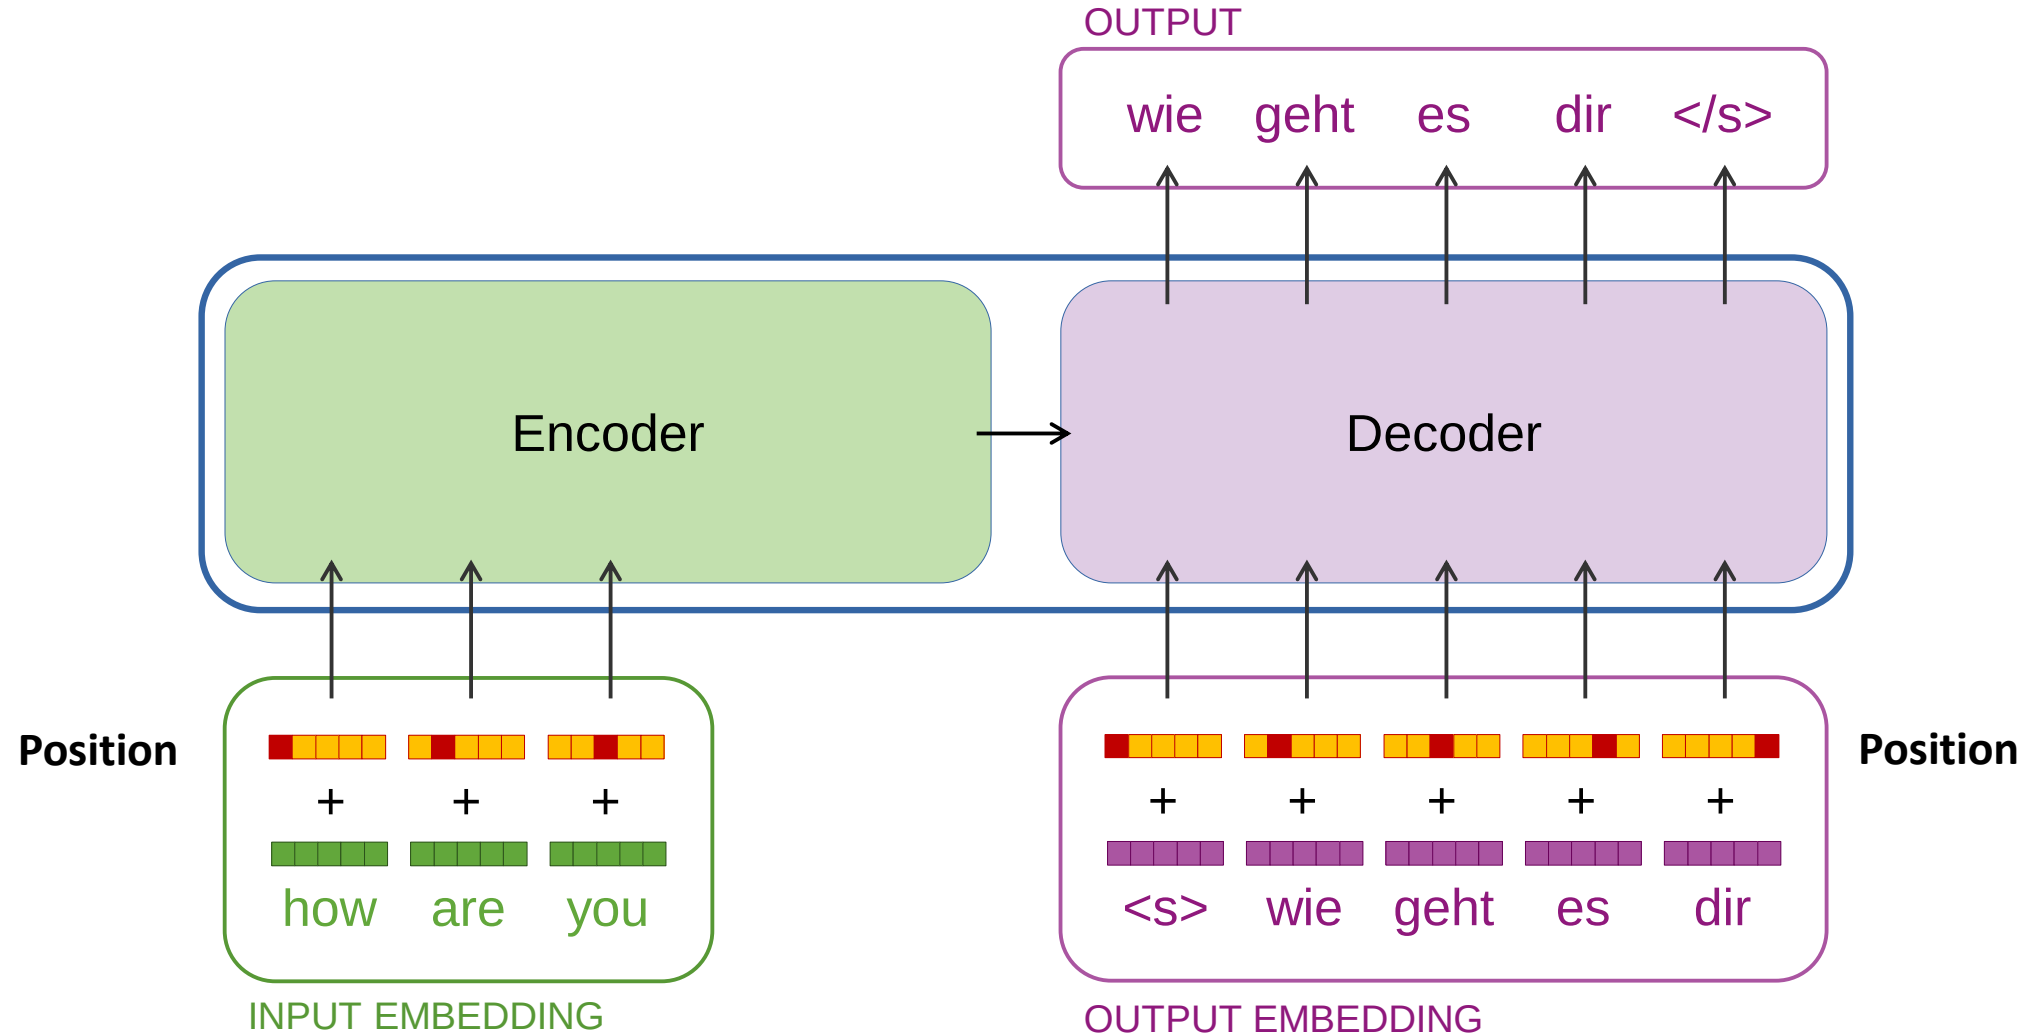 OUTPUT
wie geht es dir </s>
Encoder
Decoder
Position
+ + +
how are you
INPUT EMBEDDING
+ + + + +
<s> wie geht es dir
OUTPUT EMBEDDING
Position